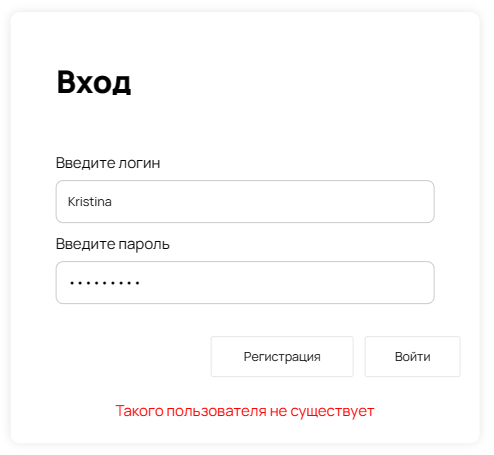 Вход
Введите логин
Kristina
Введите пароль
•••••••••
Регистрация Войти
Такого пользователя не существует